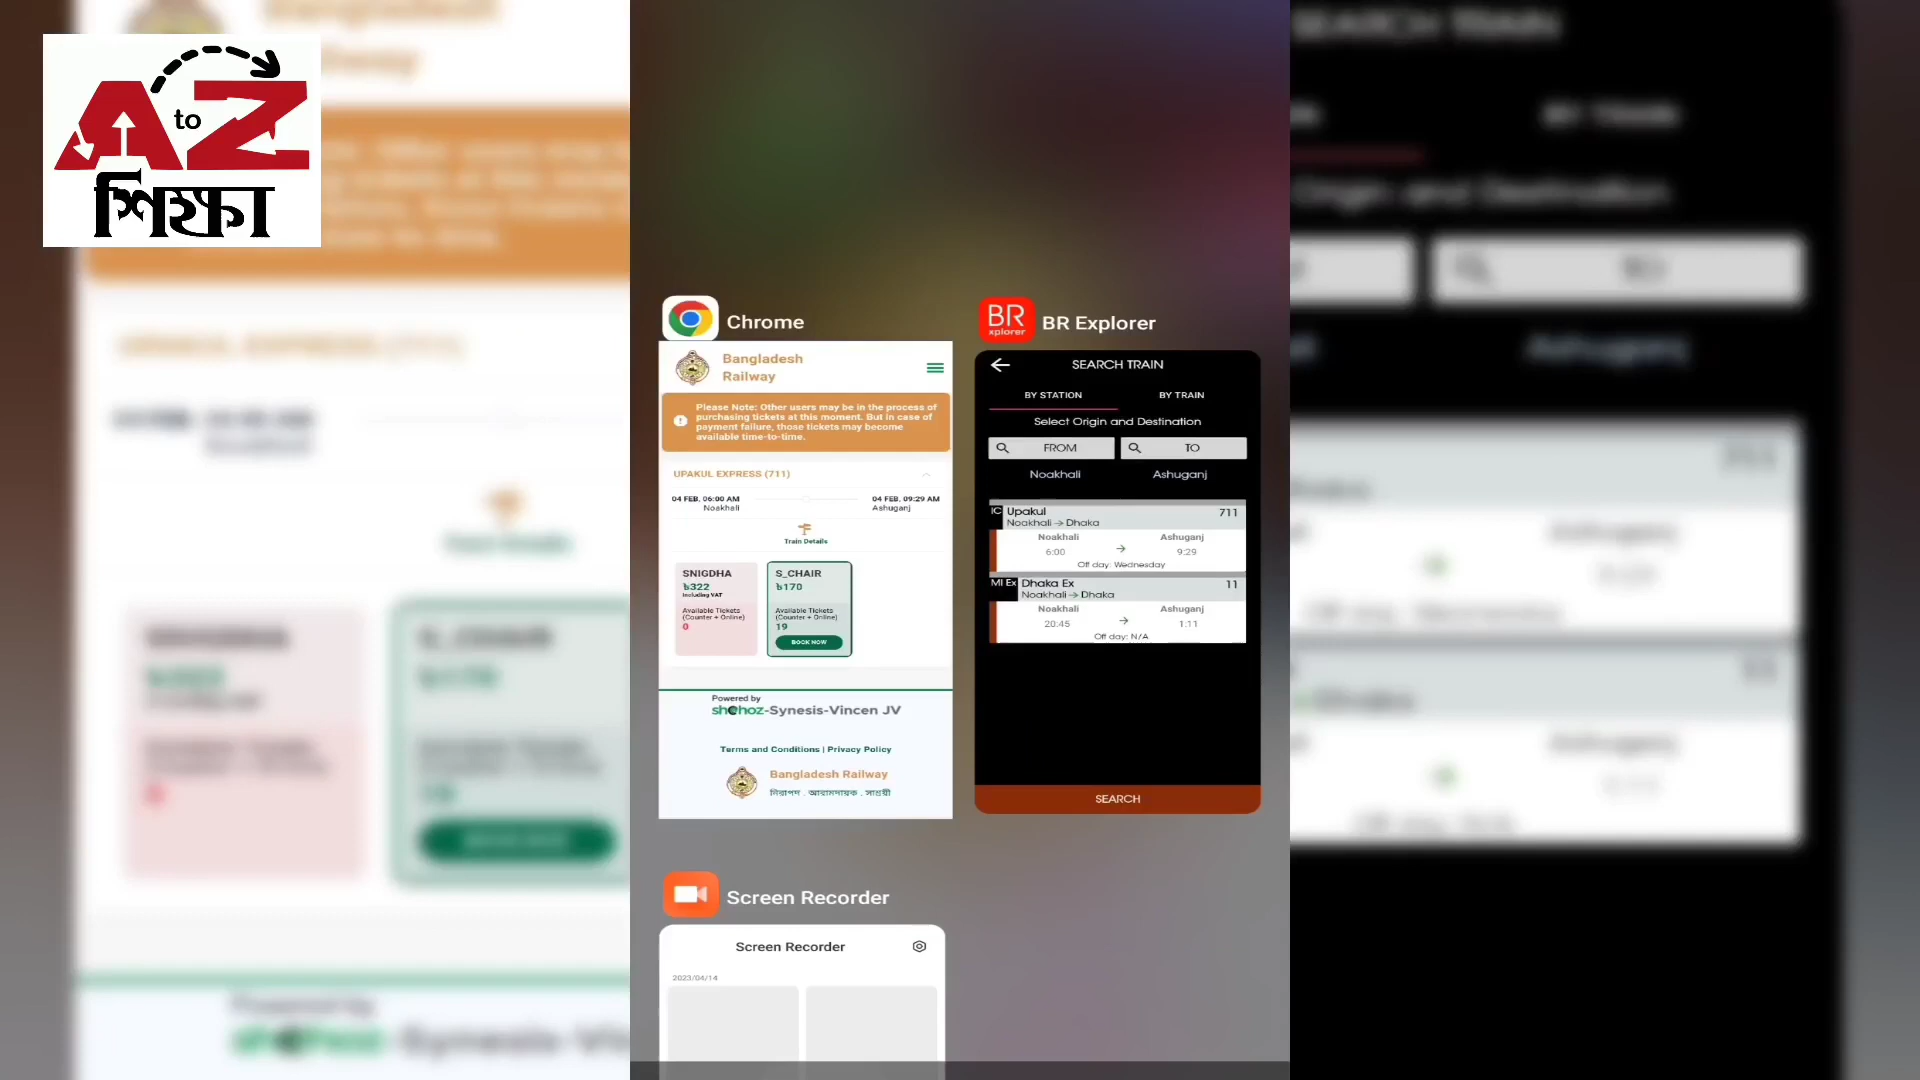 A to Z
শিক্ষা
Chrome
Bangladesh
Railway
Please Note: Other users may be in the process of
purchasing tickets at this moment. But in case of
payment failure, those tickets may become
available time-to-time.
UPAKUL EXPRESS (711)
04 FEB, 06:00 AM
Noakhali
04 FEB, 09:29 AM
Ashuganj
Train Details
SNIGDHA
৳322
Including VAT
Available Tickets
(Counter + Online)
0
S_CHAIR
৳170
Available Tickets
(Counter + Online)
19
BOOK NOW
Powered by
shohoz-Synesis-Vincen JV
Terms and Conditions | Privacy Policy
Bangladesh Railway
নিরাপদ . আরামদায়ক . সাশ্রয়ী
BR
xplorer
BR Explorer
SEARCH TRAIN
BY STATION
BY TRAIN
Select Origin and Destination
FROM
TO
Noakhali
Ashuganj
IC
Upakul
711
Noakhali → Dhaka
Noakhali
Ashuganj
6:00
→
9:29
Off day: Wednesday
MI Ex
Dhaka Ex
11
Noakhali → Dhaka
Noakhali
Ashuganj
20:45
→
1:11
Off day: N/A
SEARCH
Screen Recorder
Screen Recorder
2023/04/14